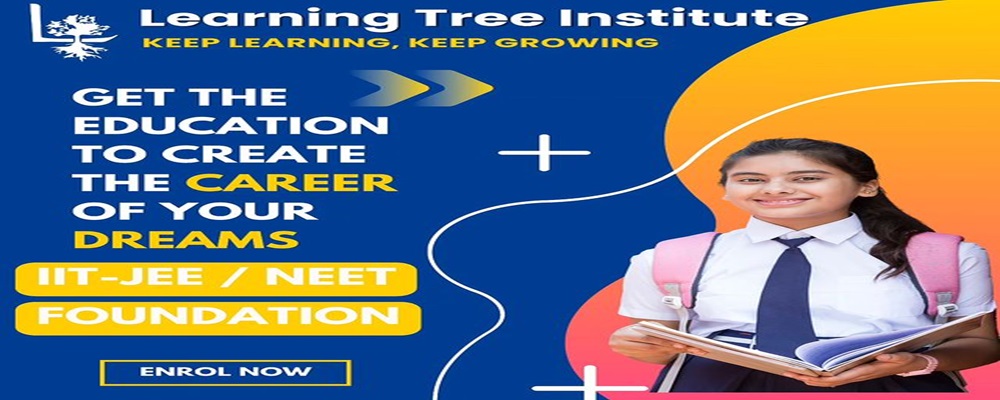 Learning Tree Institute
KEEP LEARNING, KEEP GROWING
GET THE
EDUCATION
TO CREATE
THE CAREER
OF YOUR
DREAMS
IIT-JEE / NEET
FOUNDATION
ENROL NOW